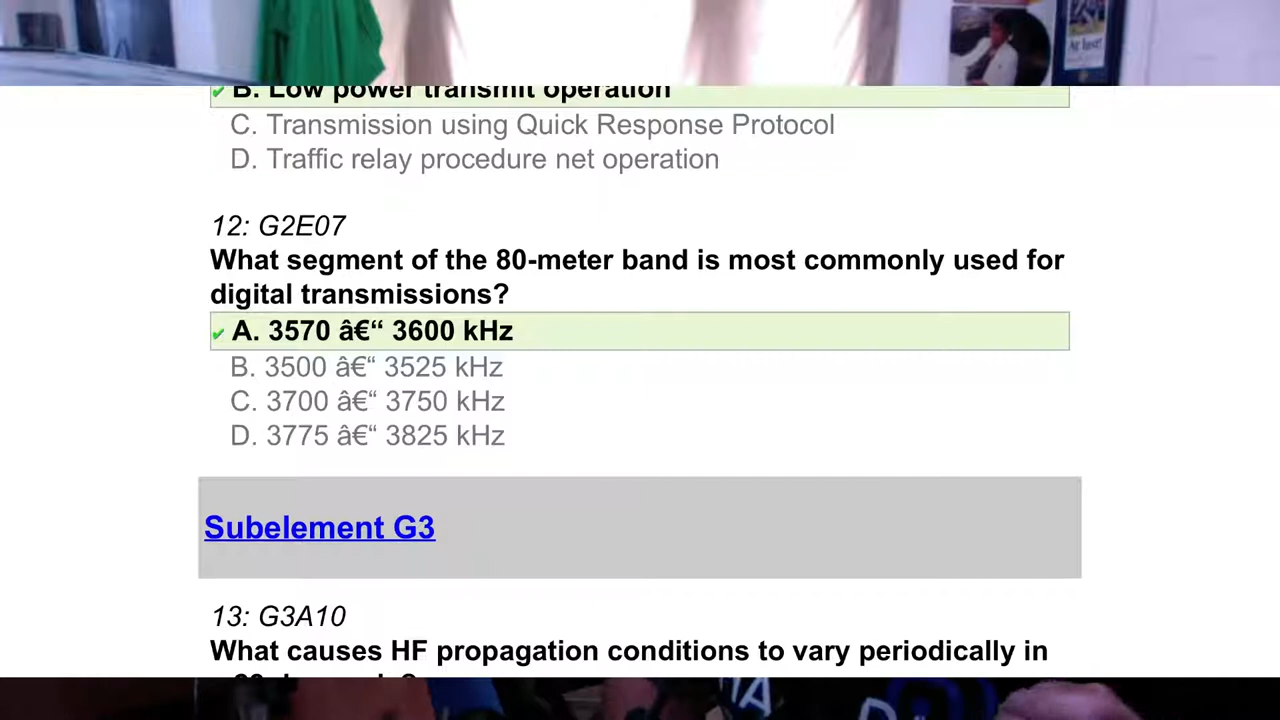 At last!
B. Low power transmit operation
C. Transmission using Quick Response Protocol
D. Traffic relay procedure net operation
12: G2E07
What segment of the 80-meter band is most commonly used for
digital transmissions?
A. 3570 â€“ 3600 kHz
B. 3500 â€“ 3525 kHz
C. 3700 â€“ 3750 kHz
D. 3775 â€“ 3825 kHz
Subelement G3
13: G3A10
What causes HF propagation conditions to vary periodically in